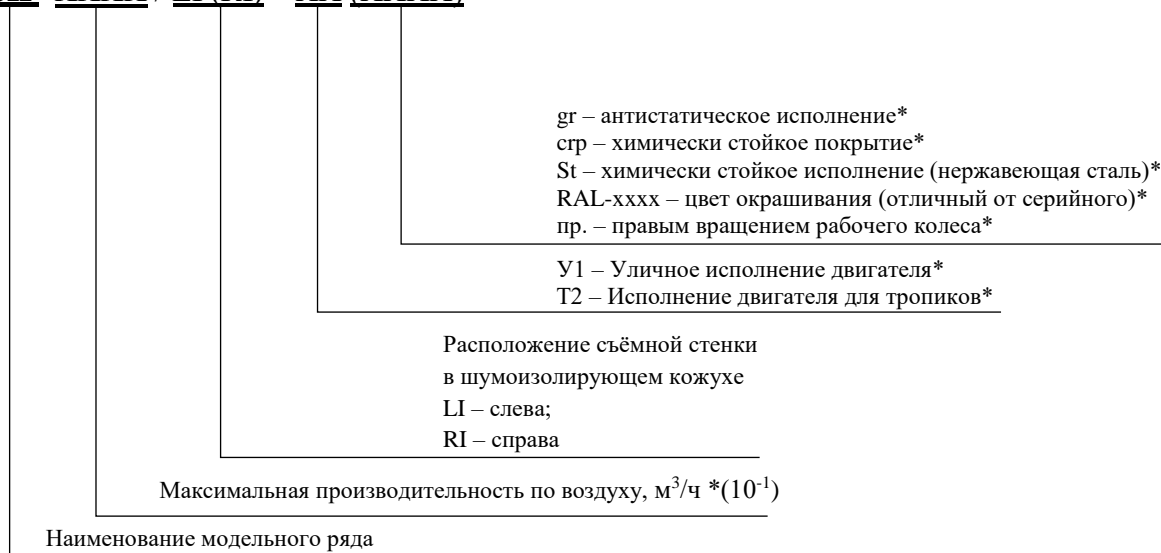 gr – антистатическое исполнение*
crp – химически стойкое покрытие*
St – химически стойкое исполнение (нержавеющая сталь)*
RAL-xxxx – цвет окрашивания (отличный от серийного)*
пр. – правым вращением рабочего колеса*
У1 – Уличное исполнение двигателя*
Т2 – Исполнение двигателя для тропиков*
Расположение съёмной стенки
в шумоизолирующем кожухе
LI – слева;
RI – справа
Максимальная производительность по воздуху, м³/ч *(10⁻¹)
Наименование модельного ряда